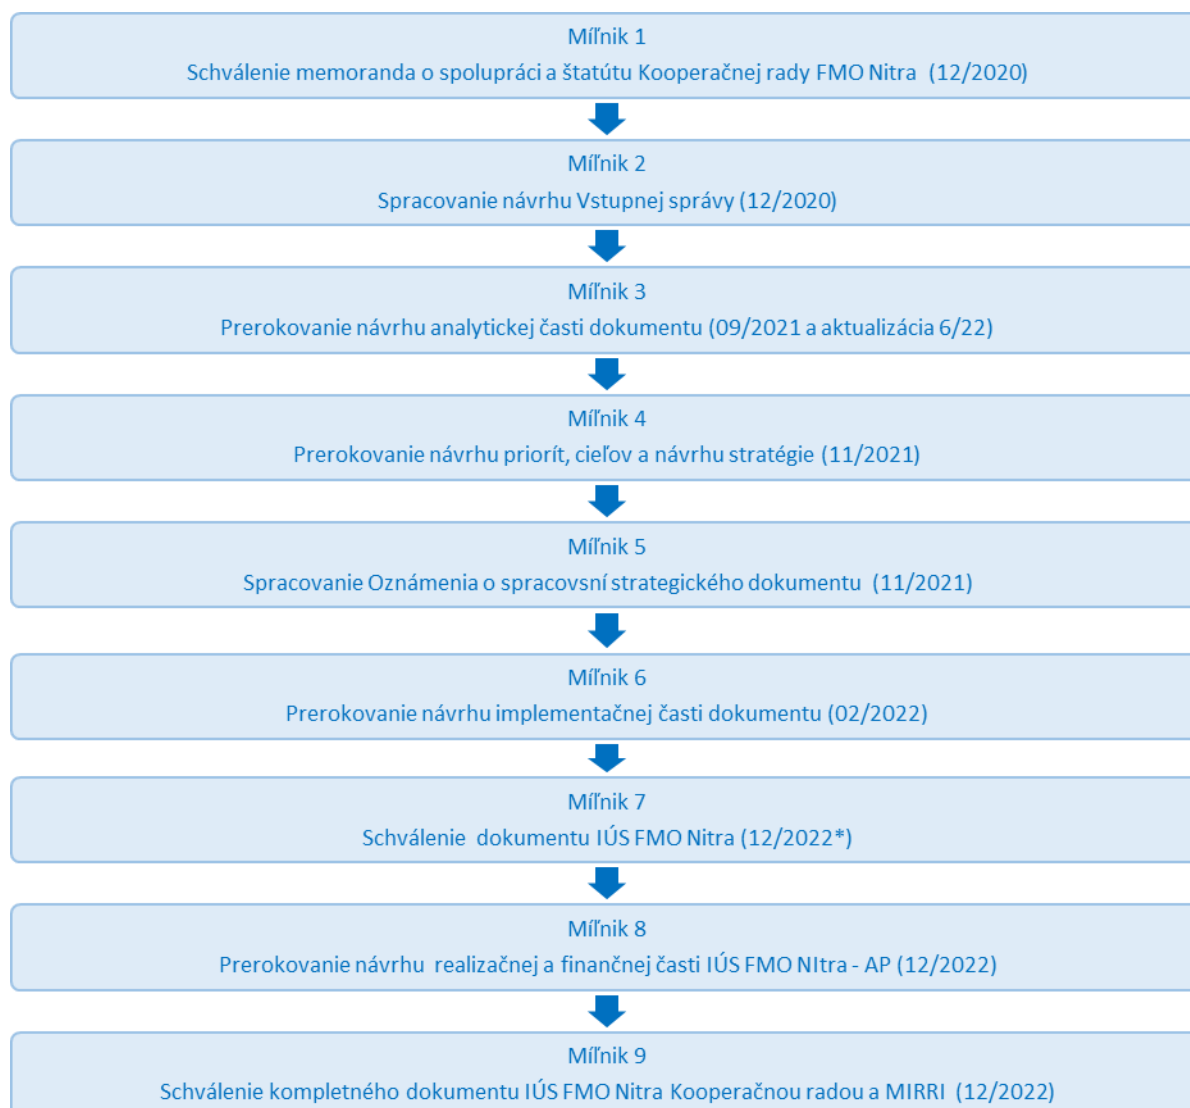 Míľnik 1
Schválenie memoranda o spolupráci a štatútu Kooperačnej rady FMO Nitra (12/2020)
Míľnik 2
Spracovanie návrhu Vstupnej správy (12/2020)
Míľnik 3
Prerokovanie návrhu analytickej časti dokumentu (09/2021 a aktualizácia 6/22)
Míľnik 4
Prerokovanie návrhu priorít, cieľov a návrhu stratégie (11/2021)
Míľnik 5
Spracovanie Oznámenia o spracovsní strategického dokumentu (11/2021)
Míľnik 6
Prerokovanie návrhu implementačnej časti dokumentu (02/2022)
Míľnik 7
Schválenie dokumentu IÚS FMO Nitra (12/2022*)
Míľnik 8
Prerokovanie návrhu realizačnej a finančnej časti IÚS FMO NItra - AP (12/2022)
Míľnik 9
Schválenie kompletného dokumentu IÚS FMO Nitra Kooperačnou radou a MIRRI (12/2022)